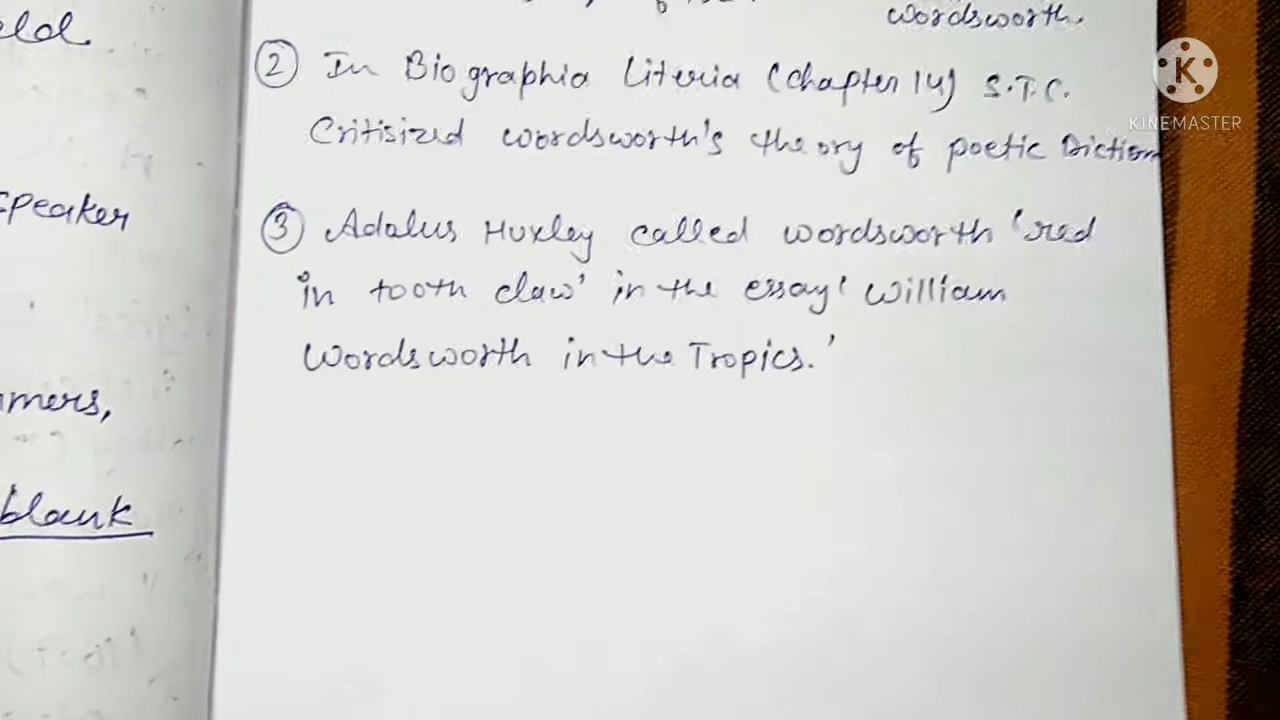 eld
wordsworth.
② In Biographia Literia (Chapter 14) S.T.C.
Critisized wordsworth's theory of poetic Diction
speaker
③ Adalus Huxley called wordsworth 'red
in tooth claw' in the essay 'William
Wordsworth in the Tropics.'
mers,
blank
K
KINEMASTER